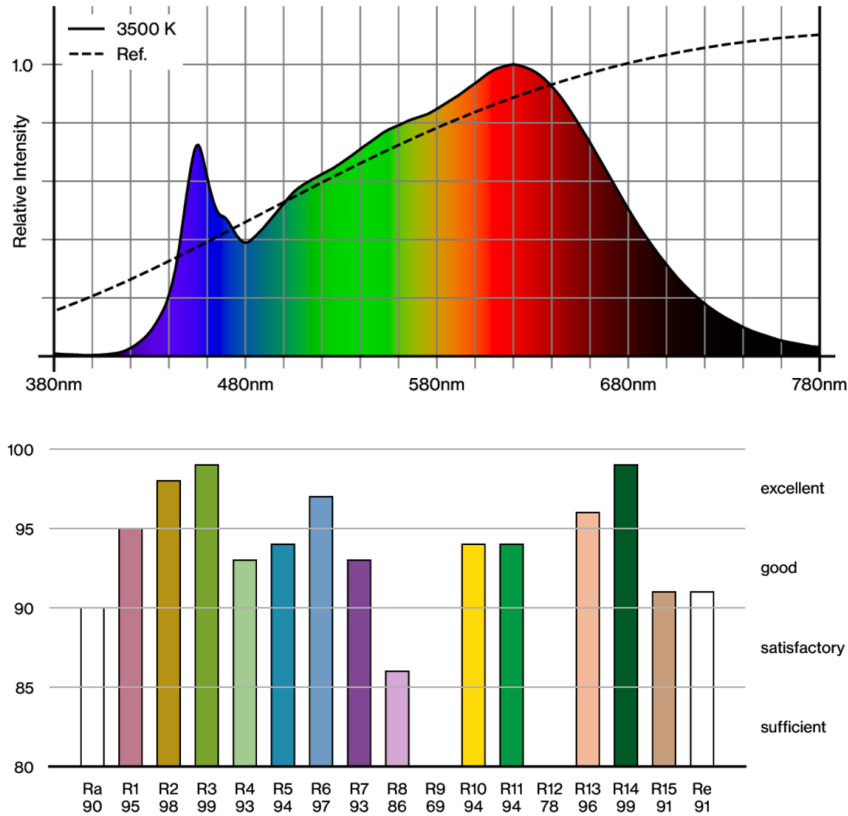 3500 K
Ref.
1.0
Relative Intensity
380nm 480nm 580nm 680nm 780nm
100
excellent
95
good
90
satisfactory
85
sufficient
80
Ra R1 R2 R3 R4 R5 R6 R7 R8 R9 R10 R11 R12 R13 R14 R15 Re
90 95 98 99 93 94 97 93 86 69 94 94 78 96 99 91 91